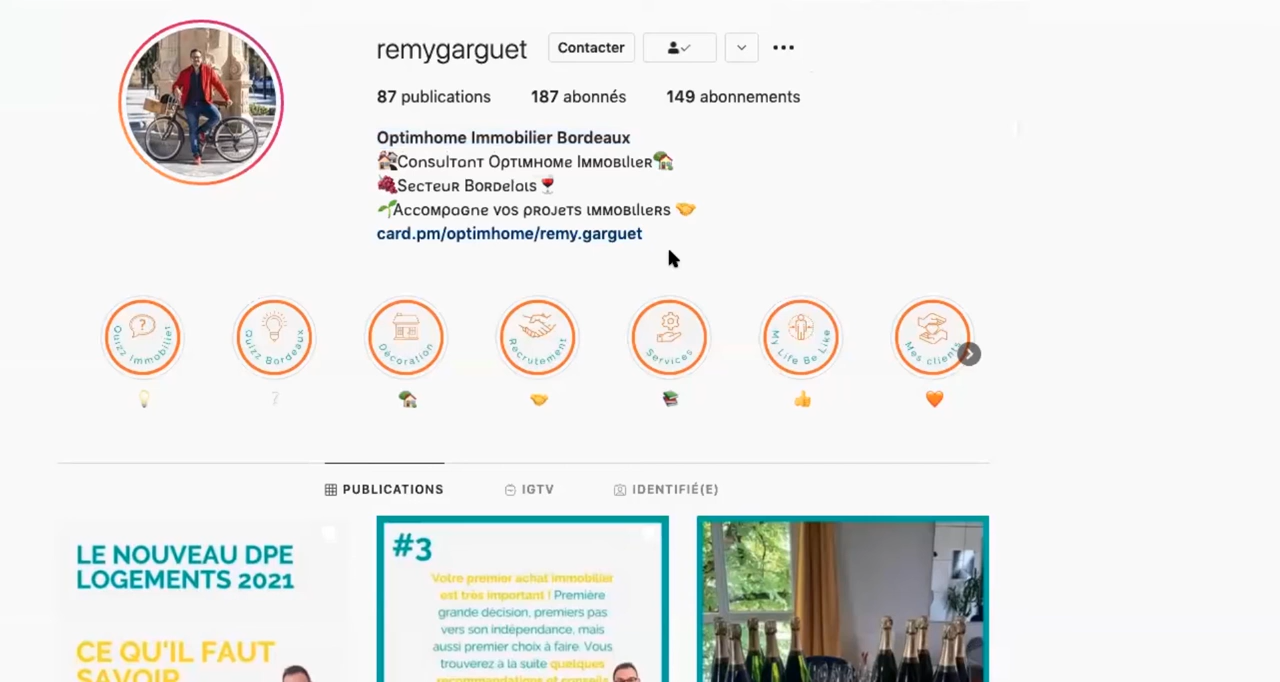 remygarguet
Contacter
87 publications 187 abonnés 149 abonnements
Optimhome Immobilier Bordeaux
🏘️Consultant Optimhome Immobilier🏡
🍇Secteur Bordelais🍷
🌱Accompagne vos projets immobiliers 🤝
card.pm/optimhome/remy.garguet
Quizz Immobilier
Quizz Bordeaux
Décoration
Recrutement
Services
My Life Be Like
Mes clients
💡 ❔ 🏡 🤝 📚 👍 🧡
PUBLICATIONS IGTV IDENTIFIÉ(E)
LE NOUVEAU DPE
LOGEMENTS 2021
CE QU'IL FAUT
SAVOIR
#3
Votre premier achat immobilier
est très important ! Première
grande décision, premiers pas
vers son indépendance, mais
aussi premier choix à faire. Vous
trouverez à la suite quelques
recommandations et conseils